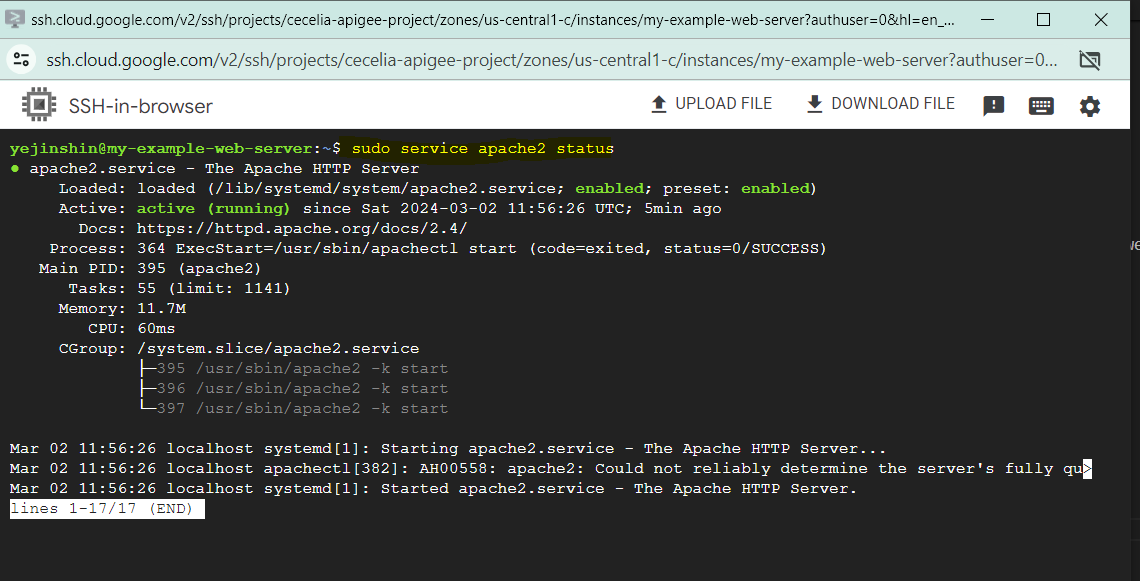 ssh.cloud.google.com/v2/ssh/projects/cecelia-apigee-project/zones/us-central1-c/instances/my-example-web-server?authuser=0&hl=en_...
ssh.cloud.google.com/v2/ssh/projects/cecelia-apigee-project/zones/us-central1-c/instances/my-example-web-server?authuser=0...
SSH-in-browser
UPLOAD FILE
DOWNLOAD FILE
yejinshin@my-example-web-server:~$ sudo service apache2 status
● apache2.service - The Apache HTTP Server
Loaded: loaded (/lib/systemd/system/apache2.service; enabled; preset: enabled)
Active: active (running) since Sat 2024-03-02 11:56:26 UTC; 5min ago
Docs: https://httpd.apache.org/docs/2.4/
Process: 364 ExecStart=/usr/sbin/apachectl start (code=exited, status=0/SUCCESS)
Main PID: 395 (apache2)
Tasks: 55 (limit: 1141)
Memory: 11.7M
CPU: 60ms
CGroup: /system.slice/apache2.service
├─395 /usr/sbin/apache2 -k start
├─396 /usr/sbin/apache2 -k start
└─397 /usr/sbin/apache2 -k start
Mar 02 11:56:26 localhost systemd[1]: Starting apache2.service - The Apache HTTP Server...
Mar 02 11:56:26 localhost apachectl[382]: AH00558: apache2: Could not reliably determine the server's fully qu>
Mar 02 11:56:26 localhost systemd[1]: Started apache2.service - The Apache HTTP Server.
lines 1-17/17 (END)